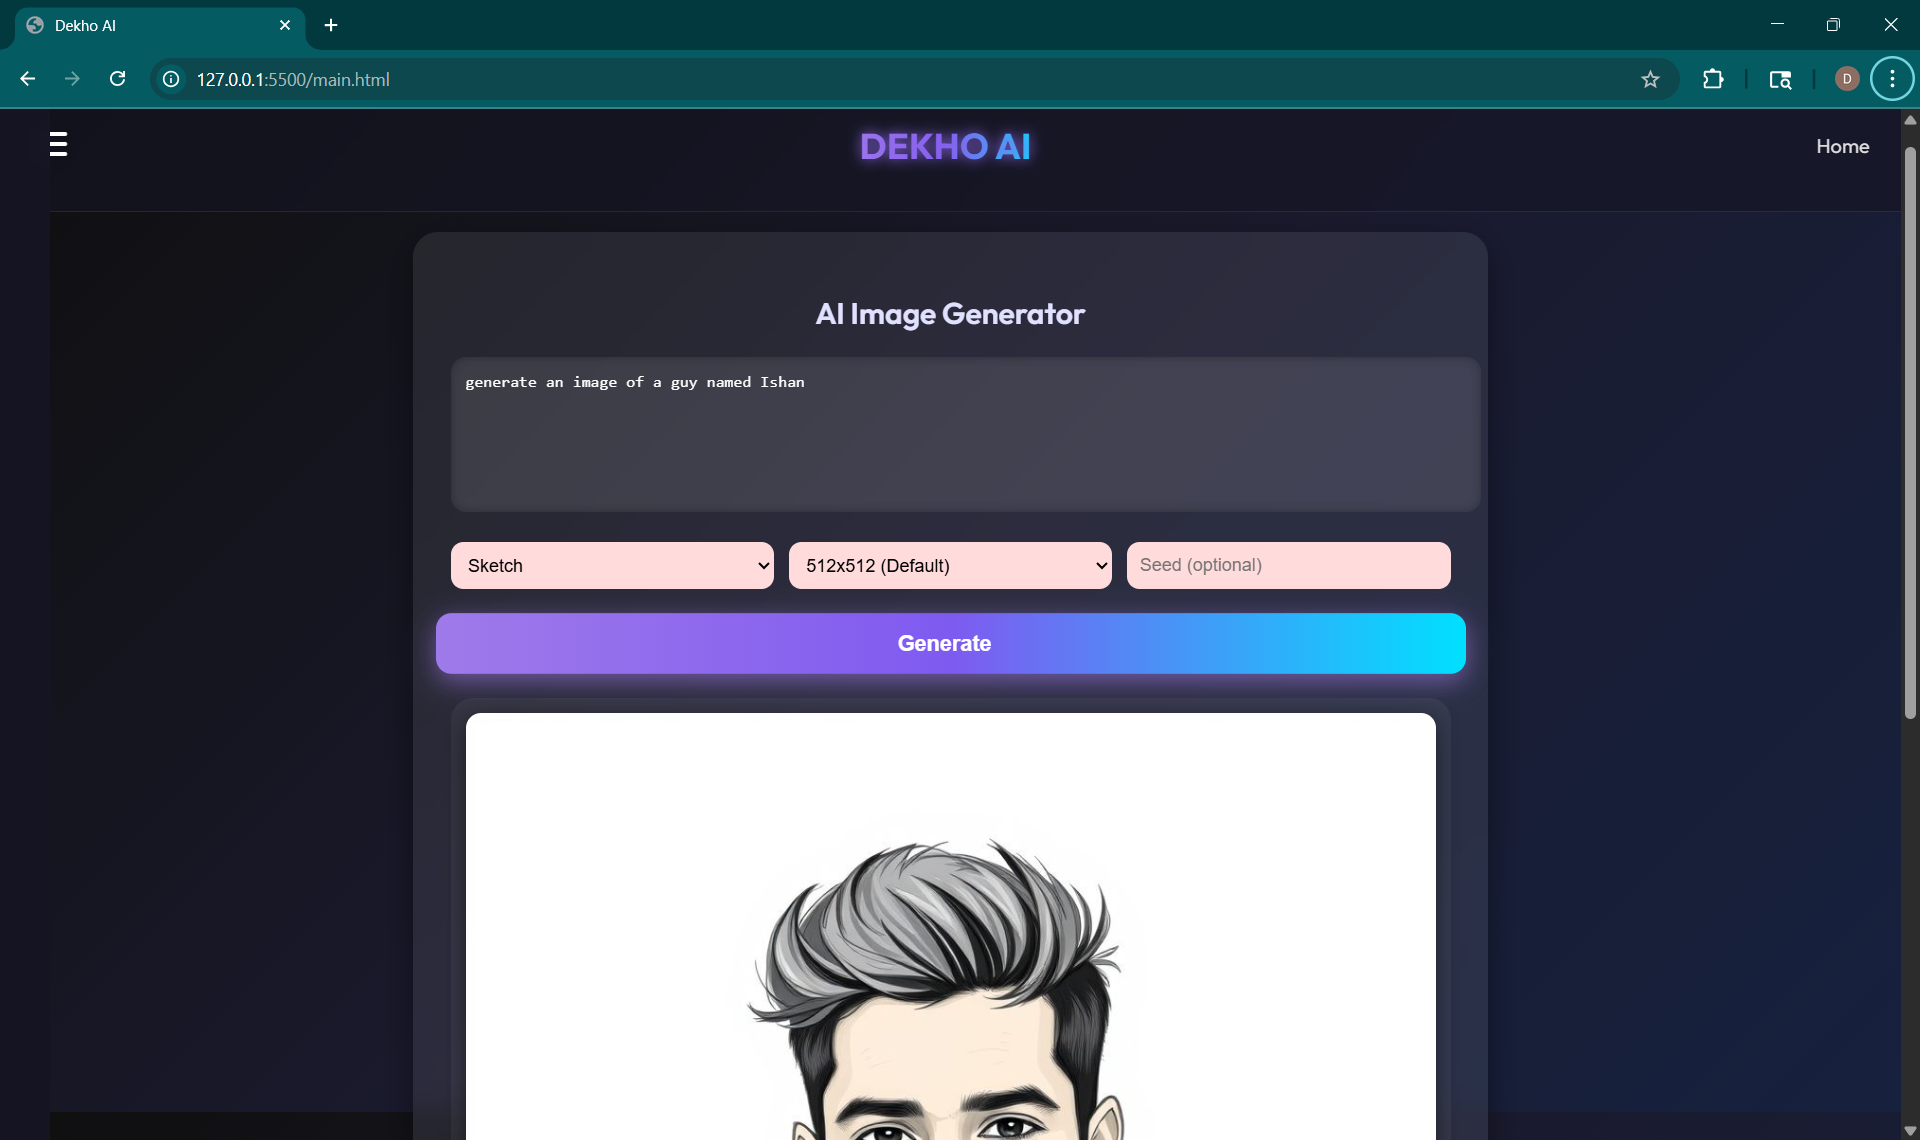 Dekho AI
127.0.0.1:5500/main.html
D
DEKHO AI
Home
AI Image Generator
generate an image of a guy named Ishan
Sketch
512x512 (Default)
Seed (optional)
Generate